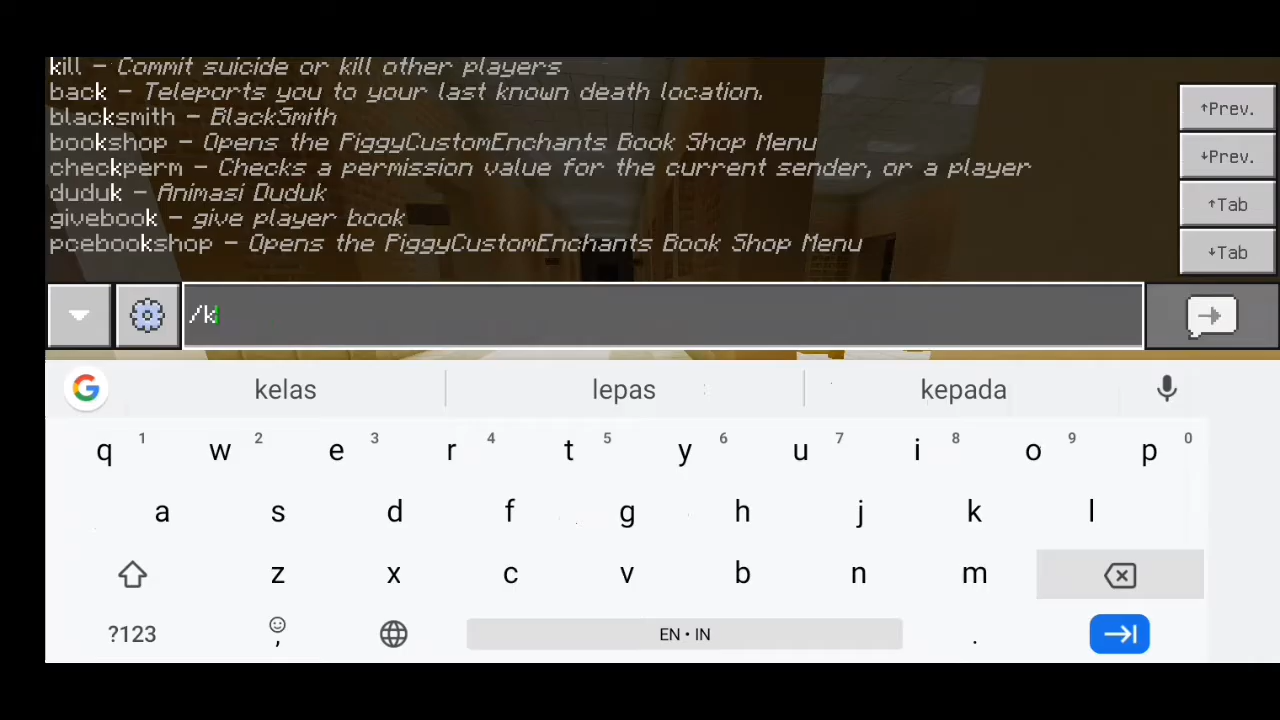 kill – Commit suicide or kill other players
back – Teleports you to your last known death location.
blacksmith – BlackSmith
bookshop – Opens the PiggyCustomEnchants Book Shop Menu
checkperm – Checks a permission value for the current sender, or a player
duduk – Animasi Duduk
givebook – give player book
pcebookshop – Opens the PiggyCustomEnchants Book Shop Menu
↑Prev.
↓Prev.
↑Tab
↓Tab
/k
G kelas lepas kepada
q 1 w 2 e 3 r 4 t 5 y 6 u 7 i 8 o 9 p 0
a s d f g h j k l
z x c v b n m
?123 , EN • IN .